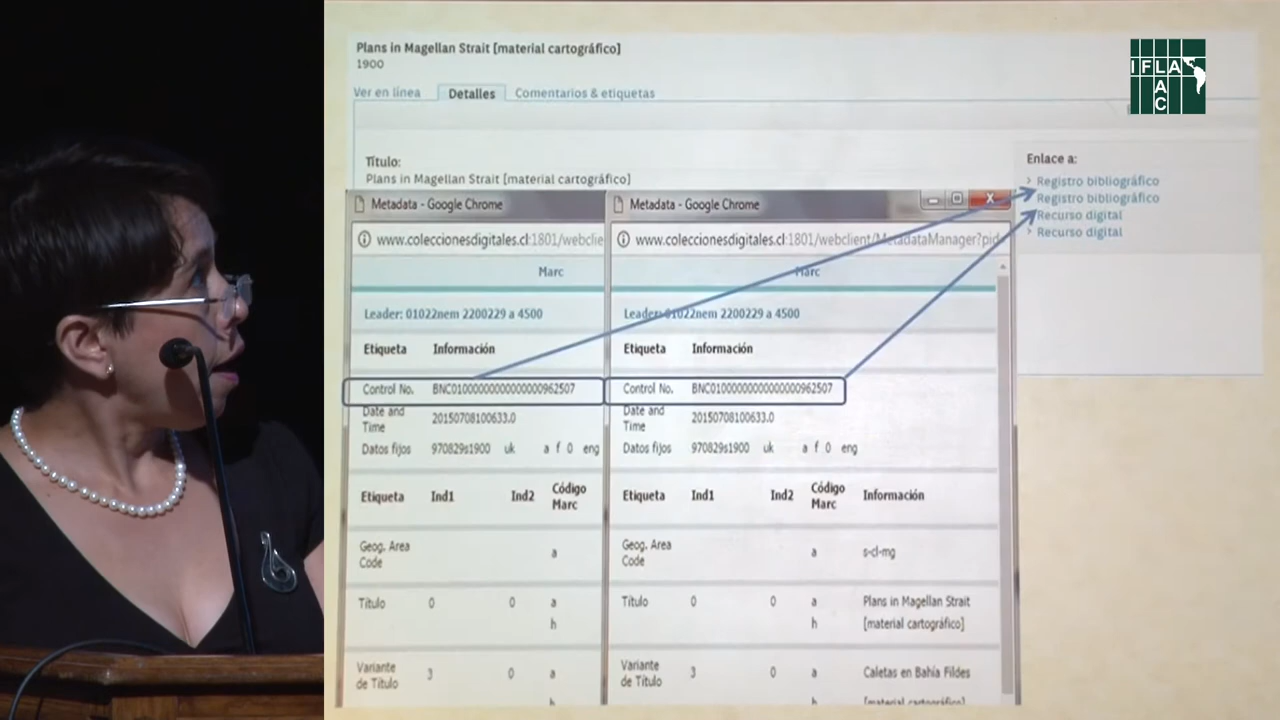 Plans in Magellan Strait [material cartográfico]
1900
Ver en línea Detalles Comentarios & etiquetas
IFLA
LAC
Título:
Plans in Magellan Strait [material cartográfico]
Enlace a:
Registro bibliográfico
Registro bibliográfico
Recurso digital
Recurso digital
Metadata - Google Chrome
www.coleccionesdigitales.cl:1801/webclie
Marc
Leader: 01022nem 2200229 a 4500
Etiqueta Información
Control No. BNC01000000000000000962507
Date and Time 20150708100633.0
Datos fijos 970829s1900 uk a f 0 eng
Etiqueta Ind1 Ind2 Código Marc
Geog. Area Code a
Título 0 0 a
h
Variante de Título 3 0 a
h
Metadata - Google Chrome
www.coleccionesdigitales.cl:1801/webclient/MetadataManager?pid
Marc
Leader: 01022nem 2200229 a 4500
Etiqueta Información
Control No. BNC01000000000000000962507
Date and Time 20150708100633.0
Datos fijos 970829s1900 uk a f 0 eng
Etiqueta Ind1 Ind2 Código Marc Información
Geog. Area Code a s-cl-mg
Título 0 0 a Plans in Magellan Strait
h [material cartográfico]
Variante de Título 3 0 a Caletas en Bahía Fildes
h [material cartográfico]